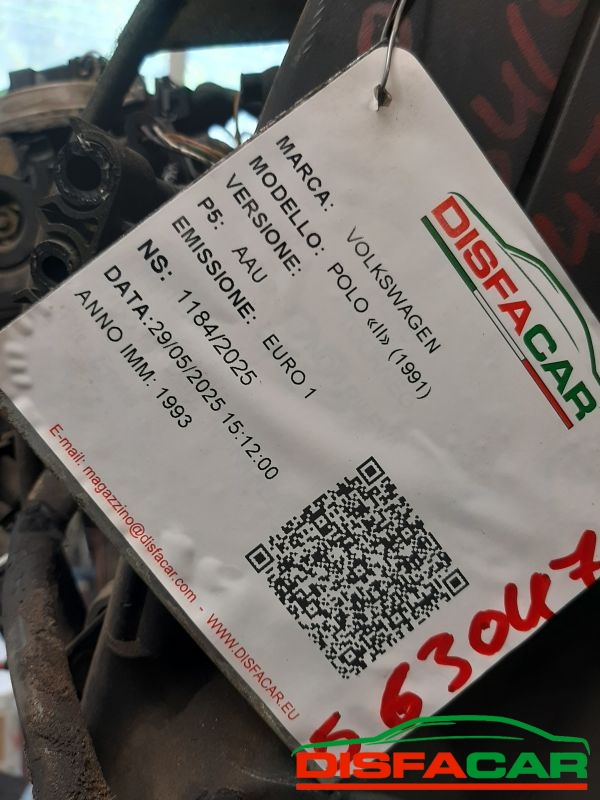 MARCA: VOLKSWAGEN
MODELLO: POLO «II» (1991)
VERSIONE:
P5: AAU
EMISSIONE: EURO 1
NS: 1184/2025
DATA:29/05/2025 15:12:00
ANNO IMM: 1993
DISFACAR
E-mail: magazzino@disfacar.com - WWW.DISFACAR.EU
63047
DISFACAR